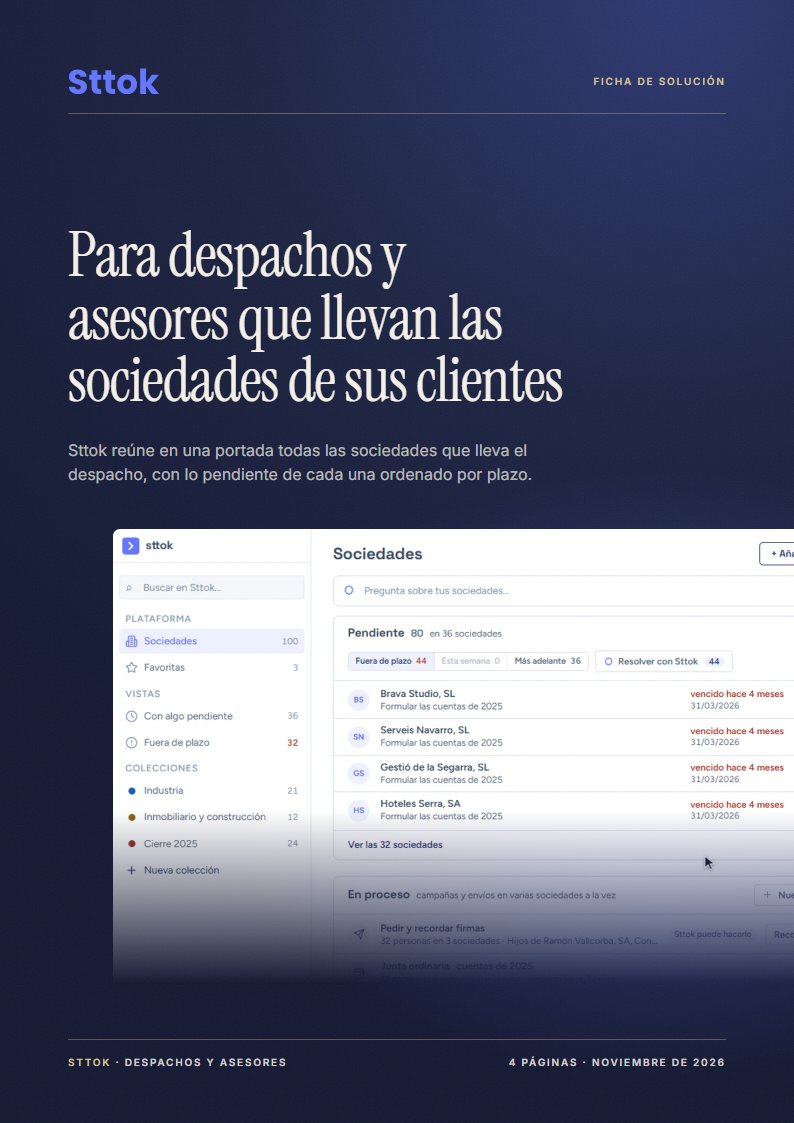 Sttok
FICHA DE SOLUCIÓN
Para despachos y
asesores que llevan las
sociedades de sus clientes
Sttok reúne en una portada todas las sociedades que lleva el
despacho, con lo pendiente de cada una ordenado por plazo.
sttok
Buscar en Sttok...
PLATAFORMA
Sociedades 100
Favoritas 3
VISTAS
Con algo pendiente 36
Fuera de plazo 32
COLECCIONES
Industria 21
Inmobiliario y construcción 12
Cierre 2025 24
+ Nueva colección
Sociedades
+ Aña
Pregunta sobre tus sociedades...
Pendiente 80 en 36 sociedades
Fuera de plazo 44 Esta semana 0 Más adelante 36 Resolver con Sttok 44
BS Brava Studio, SL vencido hace 4 meses
Formular las cuentas de 2025 31/03/2026
SN Serveis Navarro, SL vencido hace 4 meses
Formular las cuentas de 2025 31/03/2026
GS Gestió de la Segarra, SL vencido hace 4 meses
Formular las cuentas de 2025 31/03/2026
HS Hoteles Serra, SA vencido hace 4 meses
Formular las cuentas de 2025 31/03/2026
Ver las 32 sociedades
En proceso campañas y envíos en varias sociedades a la vez + Nue
Pedir y recordar firmas
32 personas en 3 sociedades · Hijos de Ramón Vallcorba, SA, Con... Sttok puede hacerlo Reco
Junta ordinaria · cuentas de 2025
STTOK · DESPACHOS Y ASESORES
4 PÁGINAS · NOVIEMBRE DE 2026